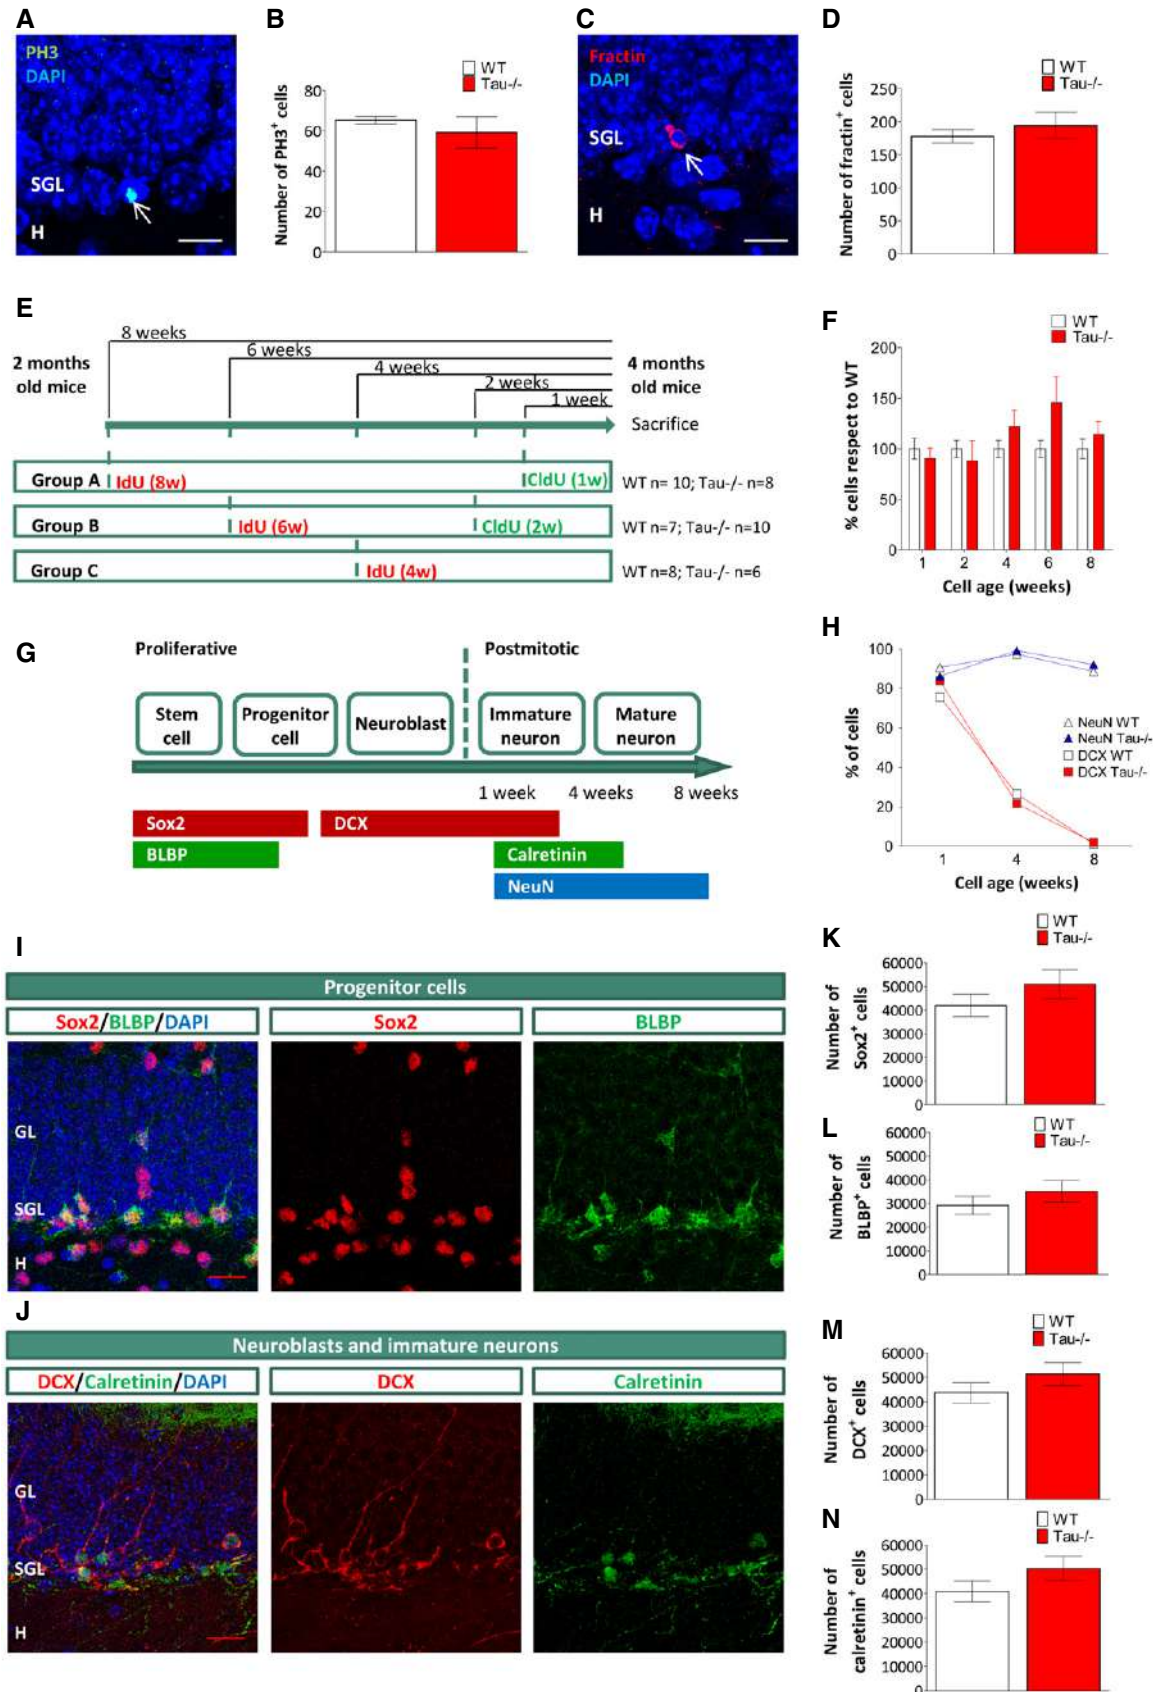 A
B
C
D
PH3
DAPI
SGL
H
WT
Tau-/-
Number of PH3+ cells
80
60
40
20
0
Fractin
DAPI
SGL
H
WT
Tau-/-
Number of fractin+ cells
250
200
150
100
50
0
E
8 weeks
6 weeks
4 weeks
2 weeks
1 week
2 months
old mice
4 months
old mice
Sacrifice
Group A IdU (8w) CldU (1w) WT n= 10; Tau-/- n=8
Group B IdU (6w) CldU (2w) WT n=7; Tau-/- n=10
Group C IdU (4w) WT n=8; Tau-/- n=6
F
WT
Tau-/-
% cells respect to WT
200
150
100
50
0
1 2 4 6 8
Cell age (weeks)
G
Proliferative Postmitotic
Stem
cell
Progenitor
cell
Neuroblast
Immature
neuron
Mature
neuron
1 week 4 weeks 8 weeks
Sox2 DCX
BLBP Calretinin
NeuN
H
% of cells
100
80
60
40
20
0
NeuN WT
NeuN Tau-/-
DCX WT
DCX Tau-/-
1 4 8
Cell age (weeks)
I
Progenitor cells
Sox2/BLBP/DAPI Sox2 BLBP
GL
SGL
H
J
Neuroblasts and immature neurons
DCX/Calretinin/DAPI DCX Calretinin
GL
SGL
H
K
WT
Tau-/-
Number of
Sox2+ cells
60000
50000
40000
30000
20000
10000
0
L
WT
Tau-/-
Number of
BLBP+ cells
60000
50000
40000
30000
20000
10000
0
M
WT
Tau-/-
Number of
DCX+ cells
60000
50000
40000
30000
20000
10000
0
N
WT
Tau-/-
Number of
calretinin+ cells
60000
50000
40000
30000
20000
10000
0